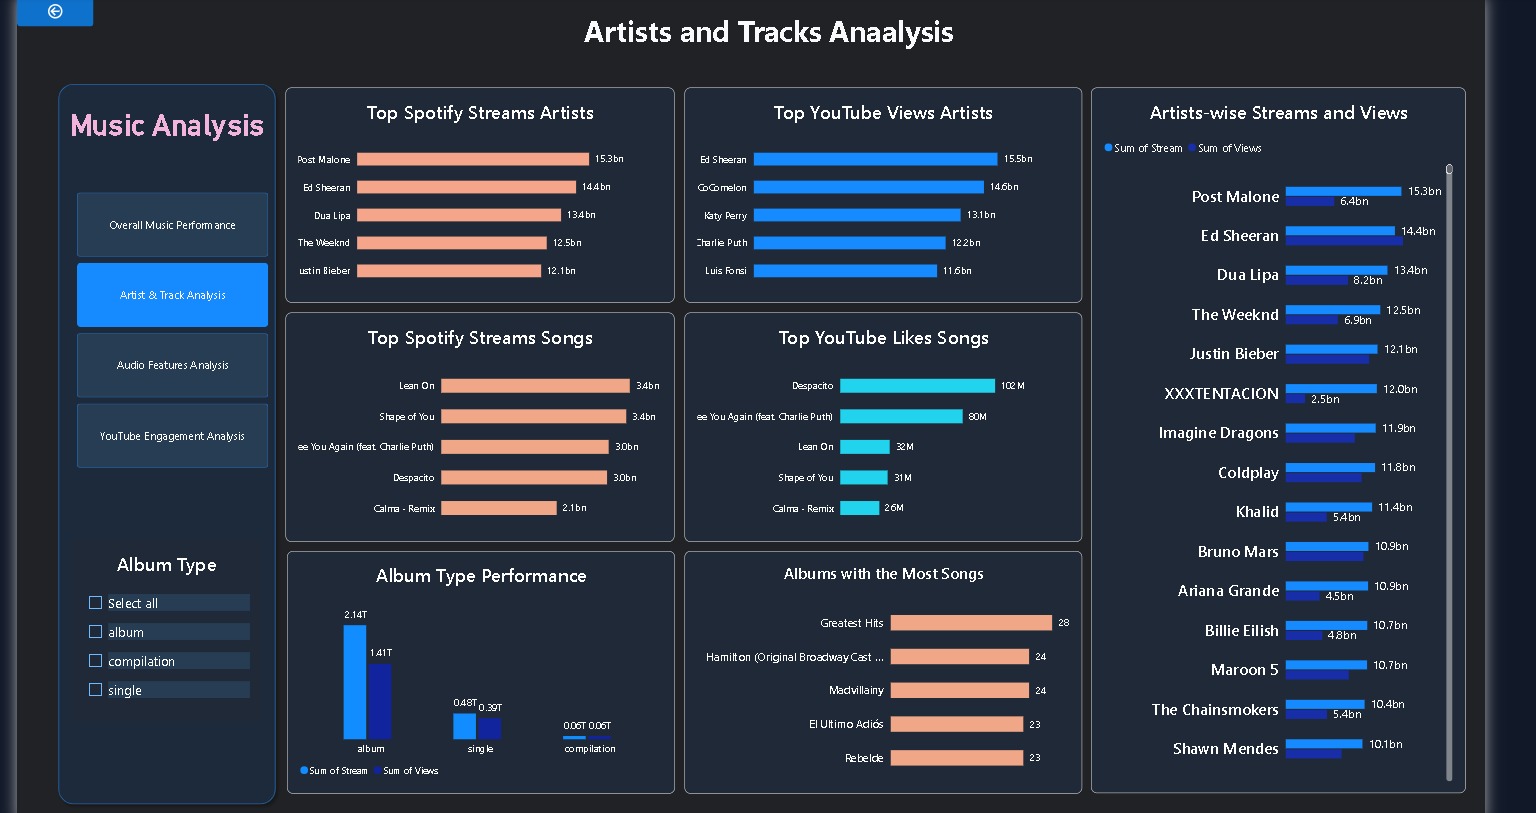 Artists and Tracks Anaalysis
Music Analysis
Overall Music Performance
Artist & Track Analysis
Audio Features Analysis
YouTube Engagement Analysis
Album Type
Select all
album
compilation
single
Top Spotify Streams Artists
Post Malone 15.3bn
Ed Sheeran 14.4bn
Dua Lipa 13.4bn
The Weeknd 12.5bn
ustin Bieber 12.1bn
Top YouTube Views Artists
Ed Sheeran 15.5bn
CoComelon 14.6bn
Katy Perry 13.1bn
Charlie Puth 12.2bn
Luis Fonsi 11.6bn
Top Spotify Streams Songs
Lean On 3.4bn
Shape of You 3.4bn
ee You Again (feat. Charlie Puth) 3.0bn
Despacito 3.0bn
Calma - Remix 2.1bn
Top YouTube Likes Songs
Despacito 102M
ee You Again (feat. Charlie Puth) 80M
Lean On 32M
Shape of You 31M
Calma - Remix 26M
Album Type Performance
2.14T
1.41T
0.48T 0.39T
0.06T 0.05T
album single compilation
Sum of Stream Sum of Views
Albums with the Most Songs
Greatest Hits 28
Hamilton (Original Broadway Cast ... 24
Madvillainy 24
El Ultimo Adiós 23
Rebelde 23
Artists-wise Streams and Views
Sum of Stream Sum of Views
Post Malone 15.3bn
6.4bn
Ed Sheeran 14.4bn
Dua Lipa 13.4bn
8.2bn
The Weeknd 12.5bn
6.9bn
Justin Bieber 12.1bn
XXXTENTACION 12.0bn
2.5bn
Imagine Dragons 11.9bn
Coldplay 11.8bn
Khalid 11.4bn
5.4bn
Bruno Mars 10.9bn
Ariana Grande 10.9bn
4.5bn
Billie Eilish 10.7bn
4.8bn
Maroon 5 10.7bn
The Chainsmokers 10.4bn
5.4bn
Shawn Mendes 10.1bn